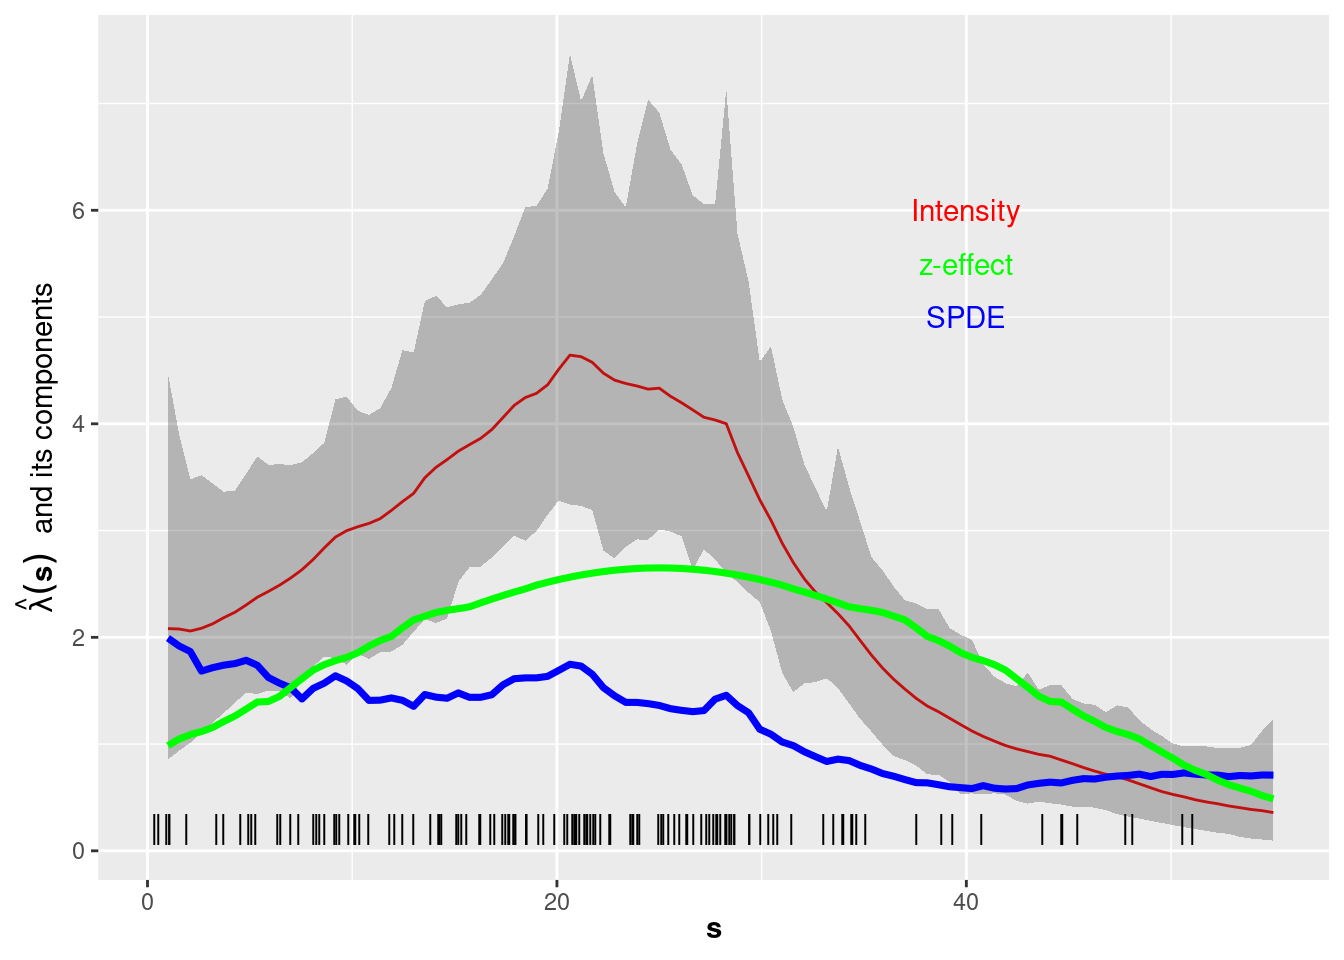 λ̂(s) and its components
6
4
2
0
Intensity
z-effect
SPDE
0 20 40
s